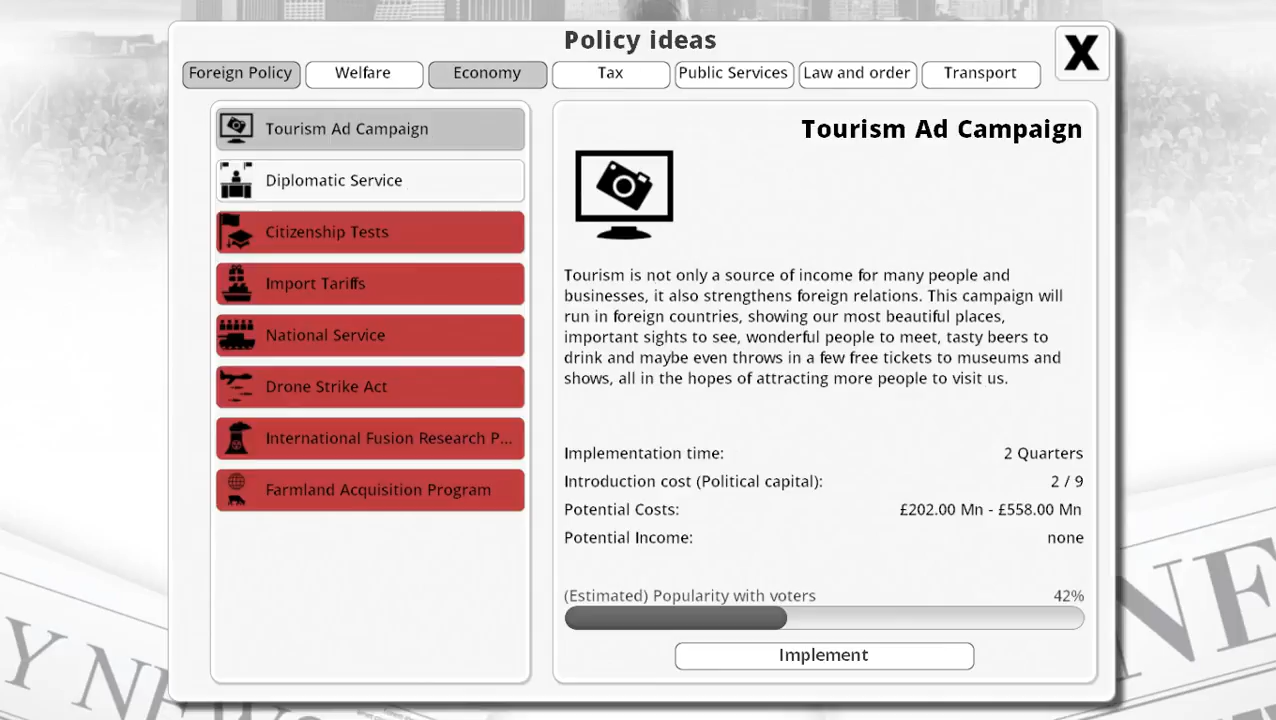 Policy ideas
X
Foreign Policy
Welfare
Economy
Tax
Public Services
Law and order
Transport
Tourism Ad Campaign
Diplomatic Service
Citizenship Tests
Import Tariffs
National Service
Drone Strike Act
International Fusion Research P...
Farmland Acquisition Program
Tourism Ad Campaign
Tourism is not only a source of income for many people and
businesses, it also strengthens foreign relations. This campaign will
run in foreign countries, showing our most beautiful places,
important sights to see, wonderful people to meet, tasty beers to
drink and maybe even throws in a few free tickets to museums and
shows, all in the hopes of attracting more people to visit us.
Implementation time: 2 Quarters
Introduction cost (Political capital): 2 / 9
Potential Costs: £202.00 Mn - £558.00 Mn
Potential Income: none
(Estimated) Popularity with voters 42%
Implement
Y NEWS
NE